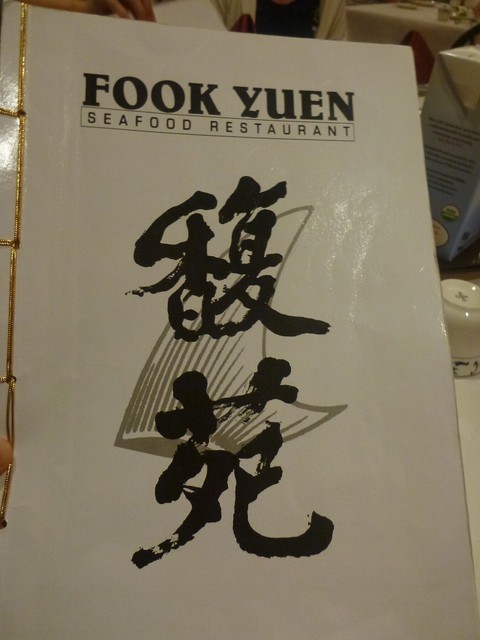 FOOK YUEN
SEAFOOD RESTAURANT
馥
苑